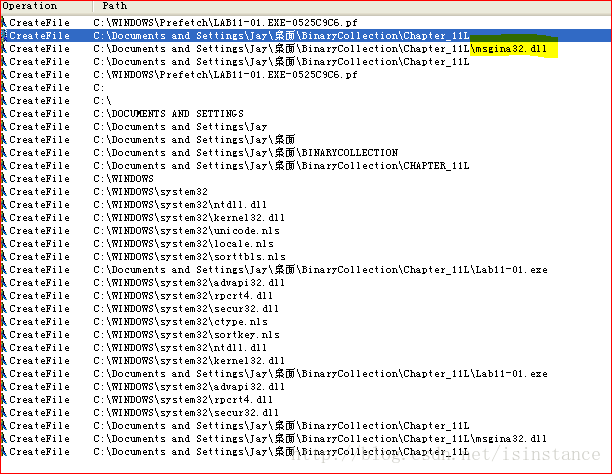 Operation Path
CreateFile C:\WINDOWS\Prefetch\LAB11-01.EXE-0525C9C6.pf
CreateFile C:\Documents and Settings\Jay\桌面\BinaryCollection\Chapter_11L
CreateFile C:\Documents and Settings\Jay\桌面\BinaryCollection\Chapter_11L\msgina32.dll
CreateFile C:\Documents and Settings\Jay\桌面\BinaryCollection\Chapter_11L
CreateFile C:\WINDOWS\Prefetch\LAB11-01.EXE-0525C9C6.pf
CreateFile C:
CreateFile C:\
CreateFile C:\DOCUMENTS AND SETTINGS
CreateFile C:\Documents and Settings\Jay
CreateFile C:\Documents and Settings\Jay\桌面
CreateFile C:\Documents and Settings\Jay\桌面\BINARYCOLLECTION
CreateFile C:\Documents and Settings\Jay\桌面\BinaryCollection\CHAPTER_11L
CreateFile C:\WINDOWS
CreateFile C:\WINDOWS\system32
CreateFile C:\WINDOWS\system32\ntdll.dll
CreateFile C:\WINDOWS\system32\kernel32.dll
CreateFile C:\WINDOWS\system32\unicode.nls
CreateFile C:\WINDOWS\system32\locale.nls
CreateFile C:\WINDOWS\system32\sorttbls.nls
CreateFile C:\Documents and Settings\Jay\桌面\BinaryCollection\Chapter_11L\Lab11-01.exe
CreateFile C:\WINDOWS\system32\advapi32.dll
CreateFile C:\WINDOWS\system32\rpcrt4.dll
CreateFile C:\WINDOWS\system32\secur32.dll
CreateFile C:\WINDOWS\system32\ctype.nls
CreateFile C:\WINDOWS\system32\sortkey.nls
CreateFile C:\WINDOWS\system32\ntdll.dll
CreateFile C:\WINDOWS\system32\kernel32.dll
CreateFile C:\Documents and Settings\Jay\桌面\BinaryCollection\Chapter_11L\Lab11-01.exe
CreateFile C:\WINDOWS\system32\advapi32.dll
CreateFile C:\WINDOWS\system32\rpcrt4.dll
CreateFile C:\WINDOWS\system32\secur32.dll
CreateFile C:\Documents and Settings\Jay\桌面\BinaryCollection\Chapter_11L
CreateFile C:\Documents and Settings\Jay\桌面\BinaryCollection\Chapter_11L\msgina32.dll
CreateFile C:\Documents and Settings\Jay\桌面\BinaryCollection\Chapter_11L
http://blog.csdn.net/isinstance